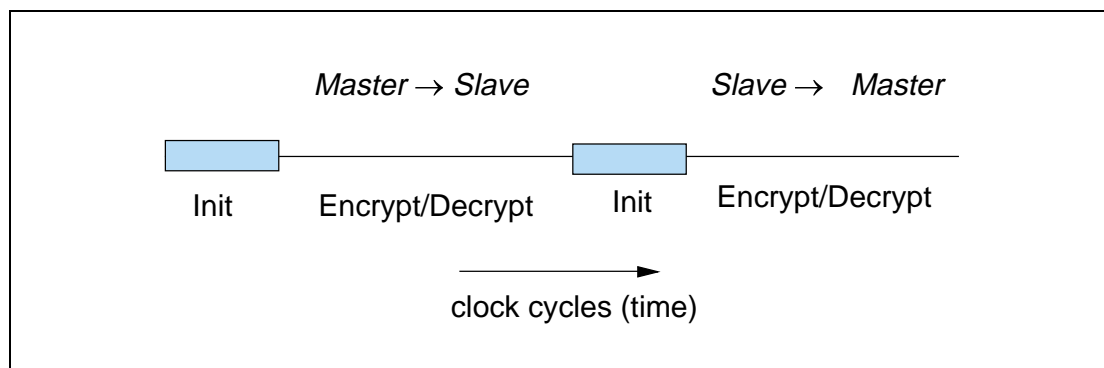 Master → Slave
Slave → Master
Init
Encrypt/Decrypt
Init
Encrypt/Decrypt
clock cycles (time)